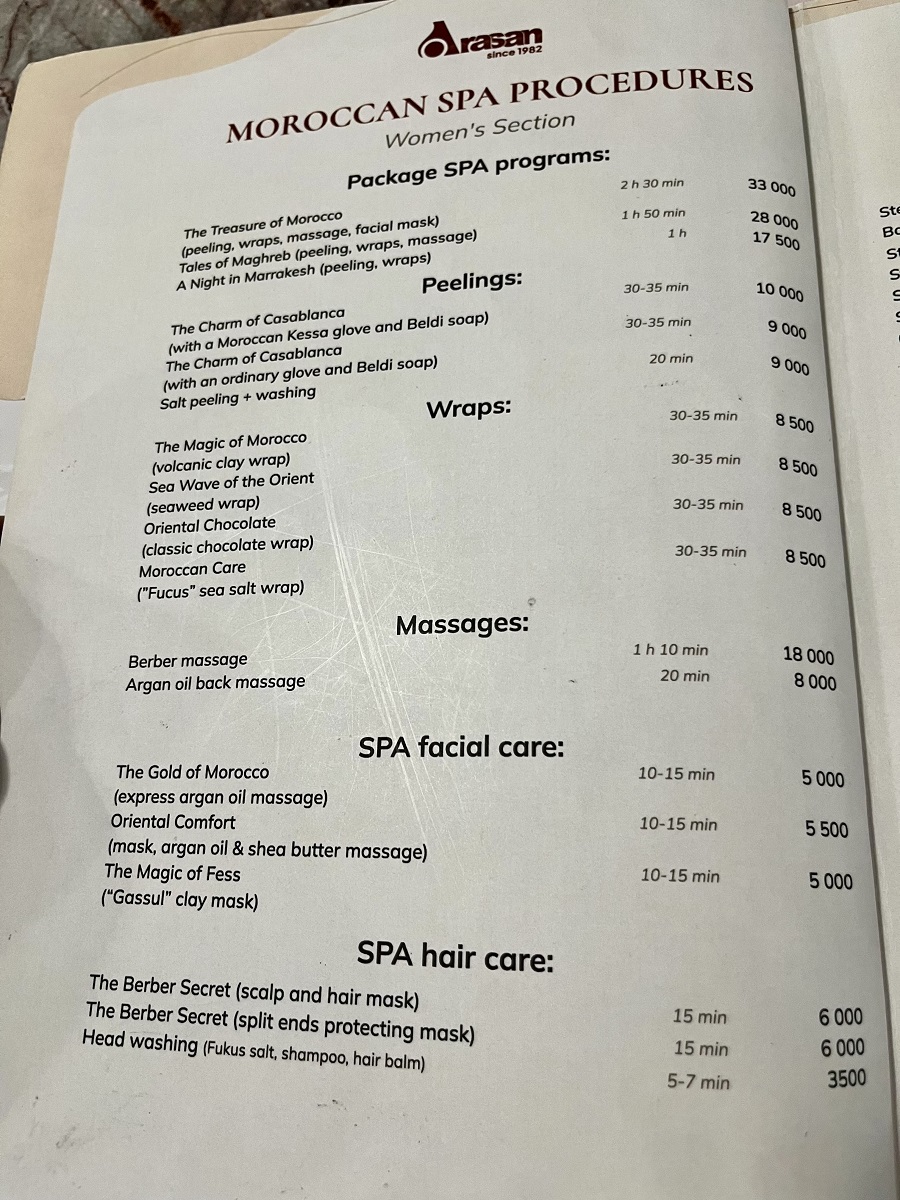 Arasan
since 1982
MOROCCAN SPA PROCEDURES
Women's Section
Package SPA programs:
The Treasure of Morocco 2 h 30 min 33 000
(peeling, wraps, massage, facial mask)
Tales of Maghreb (peeling, wraps, massage) 1 h 50 min 28 000
A Night in Marrakesh (peeling, wraps) 1 h 17 500
Peelings:
The Charm of Casablanca 30-35 min 10 000
(with a Moroccan Kessa glove and Beldi soap)
The Charm of Casablanca 30-35 min 9 000
(with an ordinary glove and Beldi soap)
Salt peeling + washing 20 min 9 000
Wraps:
The Magic of Morocco 30-35 min 8 500
(volcanic clay wrap)
Sea Wave of the Orient 30-35 min 8 500
(seaweed wrap)
Oriental Chocolate 30-35 min 8 500
(classic chocolate wrap)
Moroccan Care 30-35 min 8 500
("Fucus" sea salt wrap)
Massages:
Berber massage 1 h 10 min 18 000
Argan oil back massage 20 min 8 000
SPA facial care:
The Gold of Morocco 10-15 min 5 000
(express argan oil massage)
Oriental Comfort 10-15 min 5 500
(mask, argan oil & shea butter massage)
The Magic of Fess 10-15 min 5 000
("Gassul" clay mask)
SPA hair care:
The Berber Secret (scalp and hair mask) 15 min 6 000
The Berber Secret (split ends protecting mask) 15 min 6 000
Head washing (Fukus salt, shampoo, hair balm) 5-7 min 3500